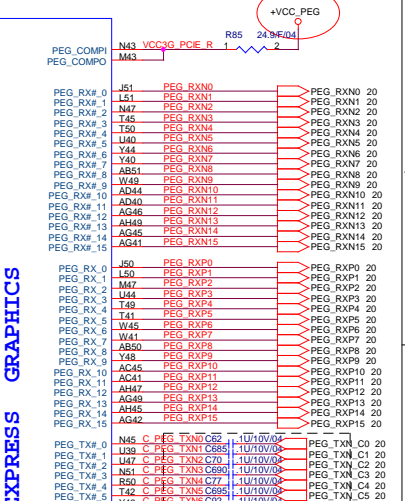 +VCC_PEG
R85 24.9/F/04
PEG_COMPI N43 VCC3G_PCIE_R 1 2
PEG_COMPO M43
PEG_RX#_0 J51 PEG_RXN0 PEG_RXN0 20
PEG_RX#_1 L51 PEG_RXN1 PEG_RXN1 20
PEG_RX#_2 N47 PEG_RXN2 PEG_RXN2 20
PEG_RX#_3 T45 PEG_RXN3 PEG_RXN3 20
PEG_RX#_4 T50 PEG_RXN4 PEG_RXN4 20
PEG_RX#_5 U40 PEG_RXN5 PEG_RXN5 20
PEG_RX#_6 Y44 PEG_RXN6 PEG_RXN6 20
PEG_RX#_7 Y40 PEG_RXN7 PEG_RXN7 20
PEG_RX#_8 AB51 PEG_RXN8 PEG_RXN8 20
PEG_RX#_9 W49 PEG_RXN9 PEG_RXN9 20
PEG_RX#_10 AD44 PEG_RXN10 PEG_RXN10 20
PEG_RX#_11 AD40 PEG_RXN11 PEG_RXN11 20
PEG_RX#_12 AG46 PEG_RXN12 PEG_RXN12 20
PEG_RX#_13 AH49 PEG_RXN13 PEG_RXN13 20
PEG_RX#_14 AG45 PEG_RXN14 PEG_RXN14 20
PEG_RX#_15 AG41 PEG_RXN15 PEG_RXN15 20
PEG_RX_0 J50 PEG_RXP0 PEG_RXP0 20
PEG_RX_1 L50 PEG_RXP1 PEG_RXP1 20
PEG_RX_2 M47 PEG_RXP2 PEG_RXP2 20
PEG_RX_3 U44 PEG_RXP3 PEG_RXP3 20
PEG_RX_4 T49 PEG_RXP4 PEG_RXP4 20
PEG_RX_5 T41 PEG_RXP5 PEG_RXP5 20
PEG_RX_6 W45 PEG_RXP6 PEG_RXP6 20
PEG_RX_7 W41 PEG_RXP7 PEG_RXP7 20
PEG_RX_8 AB50 PEG_RXP8 PEG_RXP8 20
PEG_RX_9 Y48 PEG_RXP9 PEG_RXP9 20
PEG_RX_10 AC45 PEG_RXP10 PEG_RXP10 20
PEG_RX_11 AC41 PEG_RXP11 PEG_RXP11 20
PEG_RX_12 AH47 PEG_RXP12 PEG_RXP12 20
PEG_RX_13 AG49 PEG_RXP13 PEG_RXP13 20
PEG_RX_14 AH45 PEG_RXP14 PEG_RXP14 20
PEG_RX_15 AG42 PEG_RXP15 PEG_RXP15 20
PEG_TX#_0 N45 C_PEG_TXN0 C62 .1U/10V/04 PEG_TXN_C0 20
PEG_TX#_1 U39 C_PEG_TXN1 C685 .1U/10V/04 PEG_TXN_C1 20
PEG_TX#_2 U47 C_PEG_TXN2 C70 .1U/10V/04 PEG_TXN_C2 20
PEG_TX#_3 N51 C_PEG_TXN3 C690 .1U/10V/04 PEG_TXN_C3 20
PEG_TX#_4 R50 C_PEG_TXN4 C77 .1U/10V/04 PEG_TXN_C4 20
PEG_TX#_5 T42 C_PEG_TXN5 C695 .1U/10V/04 PEG_TXN_C5 20
EXPRESS GRAPHICS